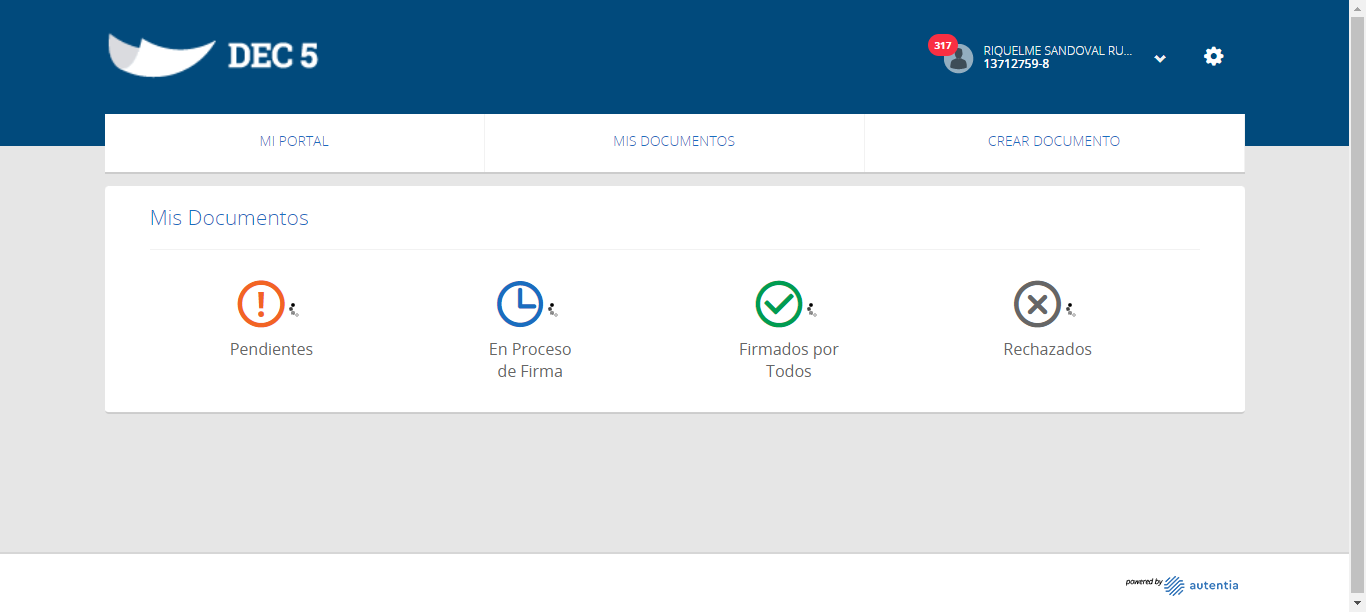 DEC 5
317
RIQUELME SANDOVAL RU...
13712759-8
MI PORTAL
MIS DOCUMENTOS
CREAR DOCUMENTO
Mis Documentos
Pendientes
En Proceso
de Firma
Firmados por
Todos
Rechazados
powered by autentia